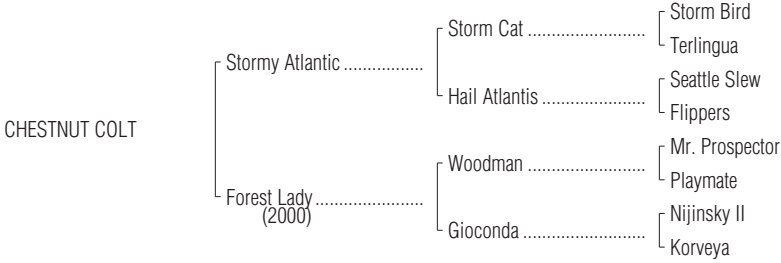 Storm Bird
Storm Cat ..........................
Terlingua
Stormy Atlantic .................
Seattle Slew
Hail Atlantis ......................
Flippers
CHESTNUT COLT
Mr. Prospector
Woodman .........................
Playmate
Forest Lady .......................
(2000)
Nijinsky II
Gioconda ..........................
Korveya